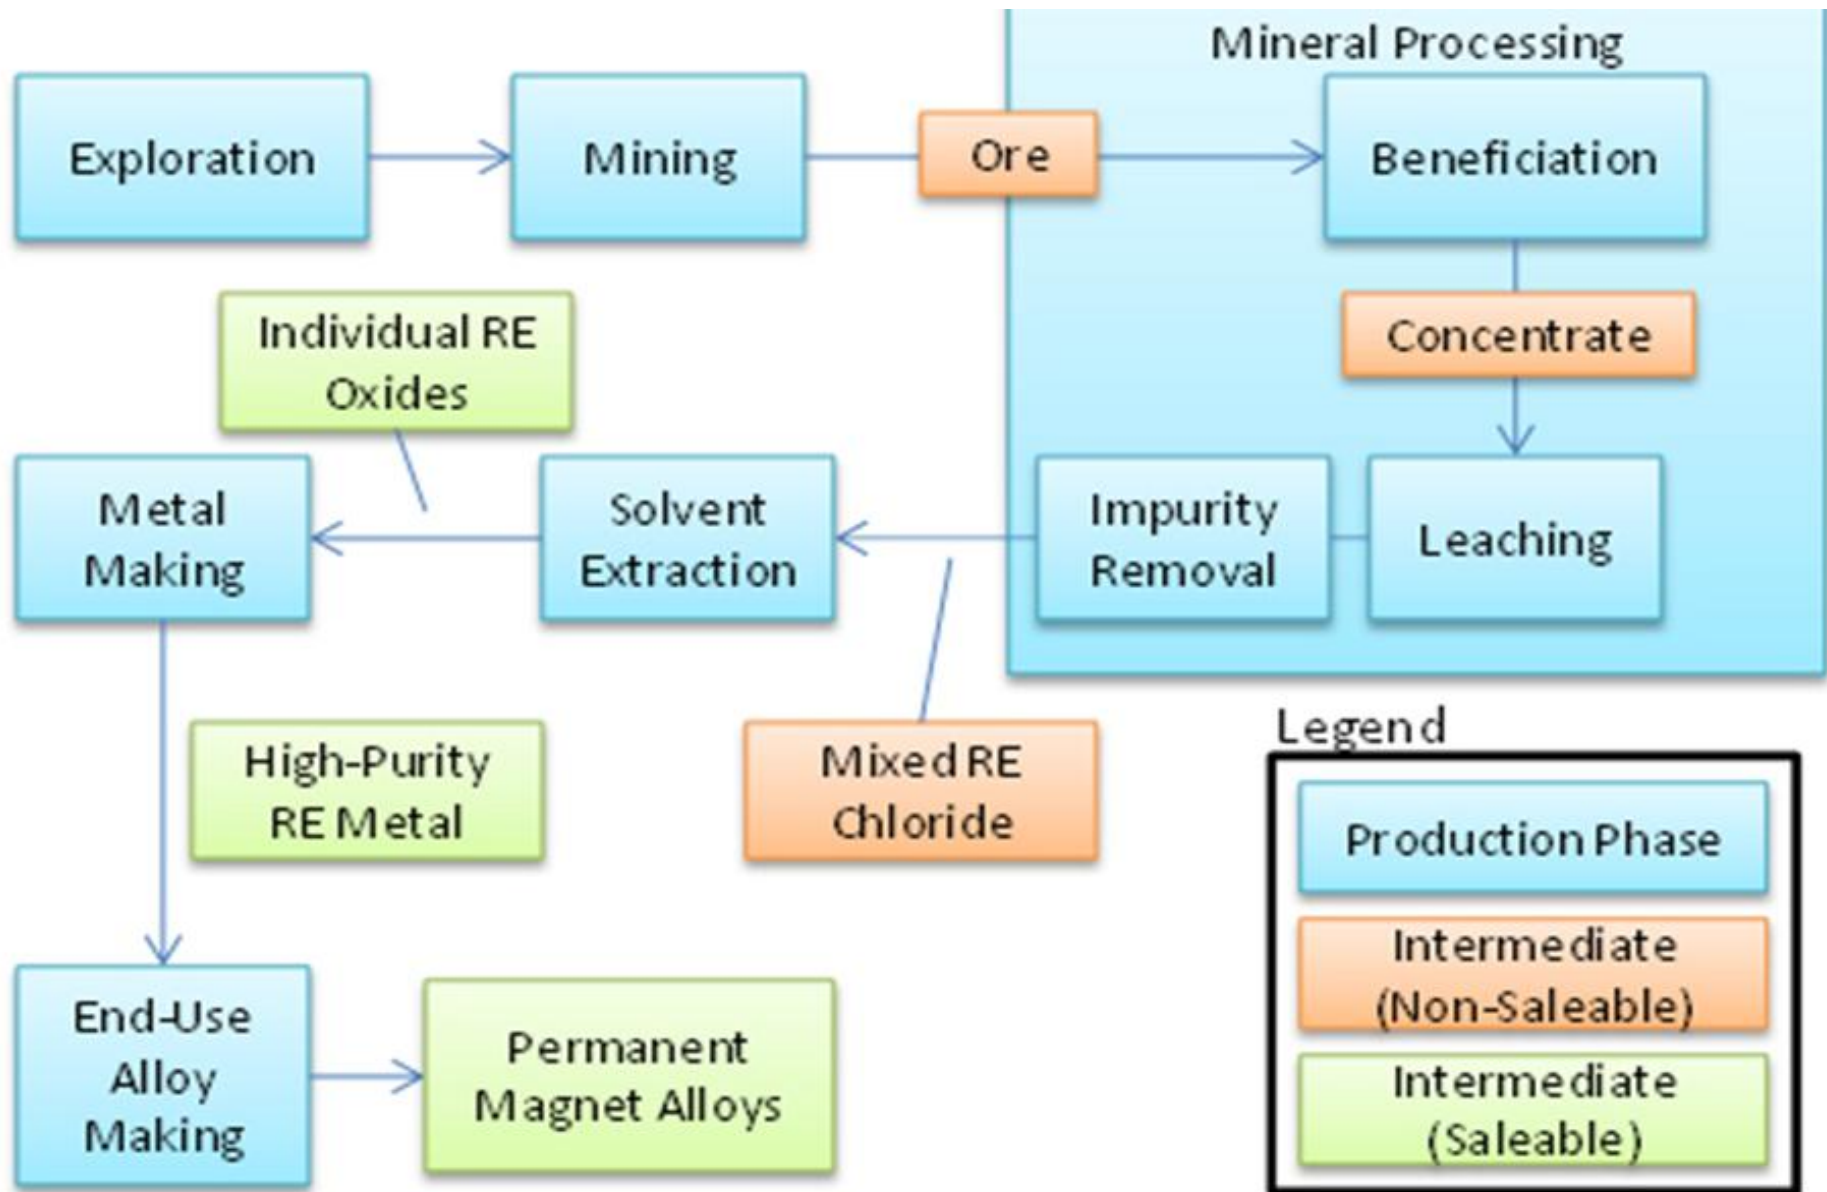 Mineral Processing
Exploration
Mining
Ore
Beneficiation
Individual RE
Oxides
Concentrate
Metal
Making
Solvent
Extraction
Impurity
Removal
Leaching
High-Purity
RE Metal
Mixed RE
Chloride
Legend
Production Phase
Intermediate
(Non-Saleable)
Intermediate
(Saleable)
End-Use
Alloy
Making
Permanent
Magnet Alloys